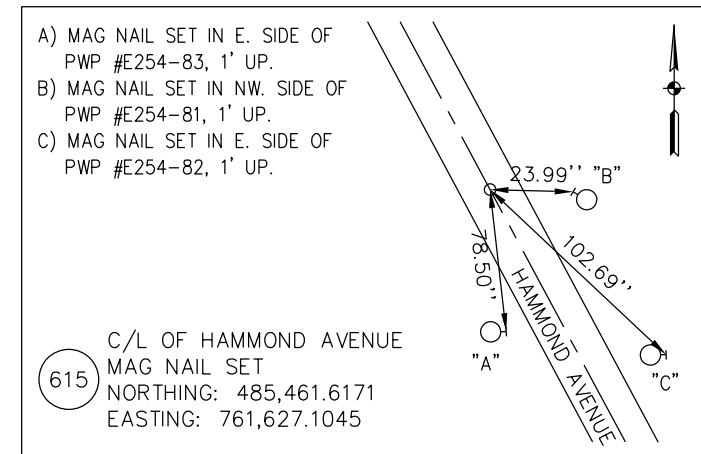 A) MAG NAIL SET IN E. SIDE OF
PWP #E254-83, 1' UP.
B) MAG NAIL SET IN NW. SIDE OF
PWP #E254-81, 1' UP.
C) MAG NAIL SET IN E. SIDE OF
PWP #E254-82, 1' UP.
23.99'' "B"
78.50''
102.69''
HAMMOND AVENUE
"A"
"C"
615
C/L OF HAMMOND AVENUE
MAG NAIL SET
NORTHING: 485,461.6171
EASTING: 761,627.1045